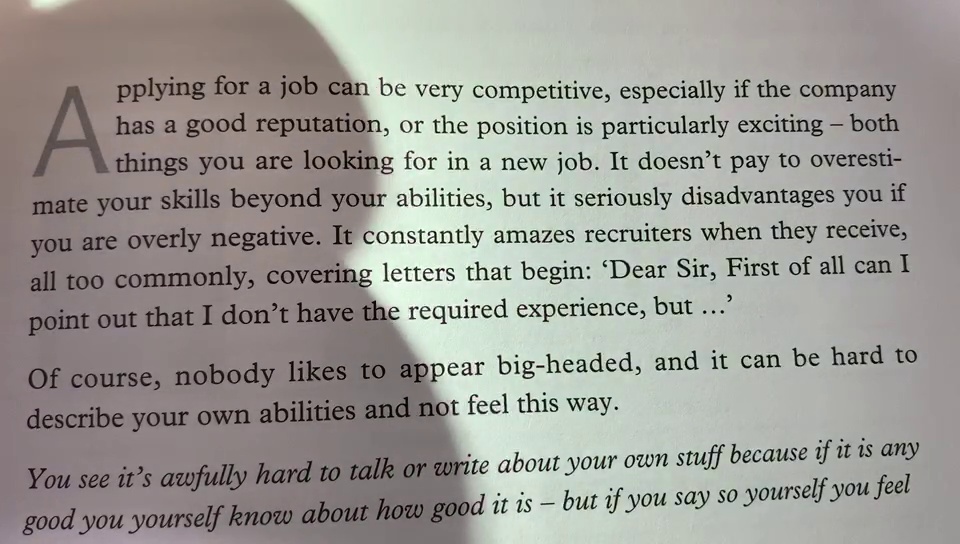 Applying for a job can be very competitive, especially if the company
has a good reputation, or the position is particularly exciting – both
things you are looking for in a new job. It doesn’t pay to overesti-
mate your skills beyond your abilities, but it seriously disadvantages you if
you are overly negative. It constantly amazes recruiters when they receive,
all too commonly, covering letters that begin: ‘Dear Sir, First of all can I
point out that I don’t have the required experience, but …’
Of course, nobody likes to appear big-headed, and it can be hard to
describe your own abilities and not feel this way.
You see it’s awfully hard to talk or write about your own stuff because if it is any
good you yourself know about how good it is – but if you say so yourself you feel